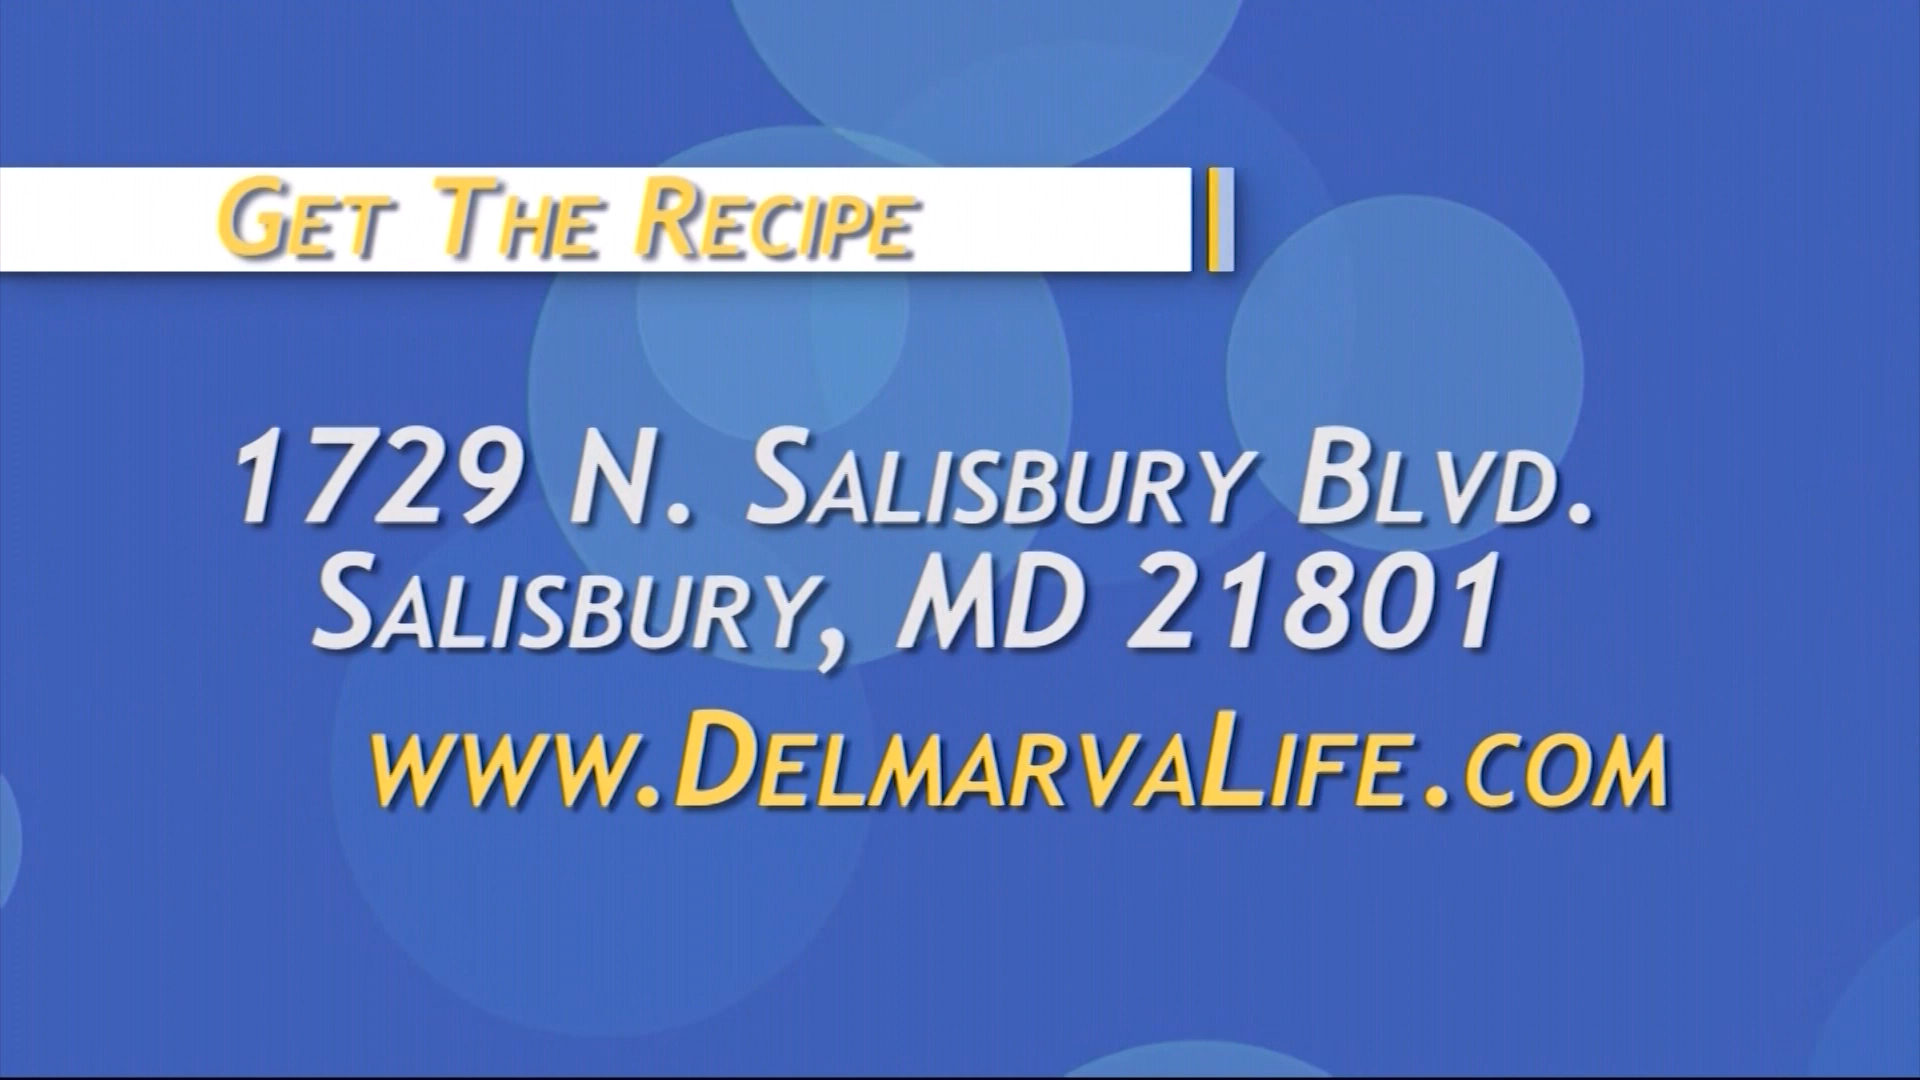 Get The Recipe
1729 N. Salisbury Blvd.
Salisbury, MD 21801
www.DelmarvaLife.com